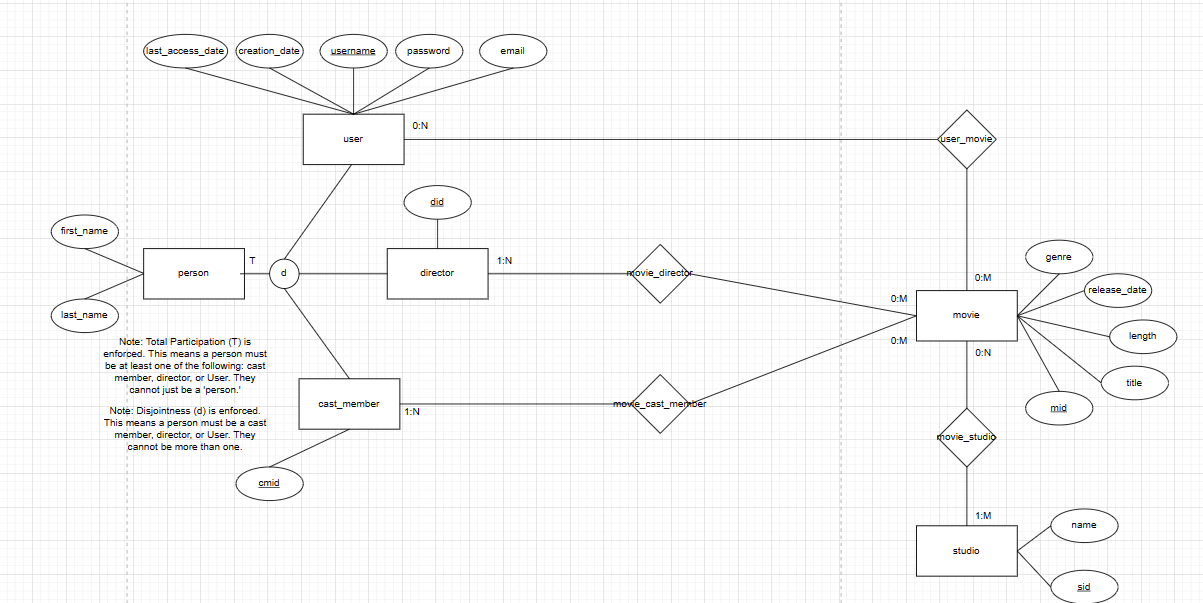 last_access_date
creation_date
username
password
email
user
0:N
user_movie
did
first_name
person
T
d
director
1:N
movie_director
last_name
0:M
genre
release_date
0:M
movie
length
0:M
0:N
title
mid
Note: Total Participation (T) is
enforced. This means a person must
be at least one of the following: cast
member, director, or User. They
cannot just be a 'person.'
Note: Disjointness (d) is enforced.
This means a person must be a cast
member, director, or User. They
cannot be more than one.
cast_member
1:N
movie_cast_member
movie_studio
cmid
1:M
studio
name
sid